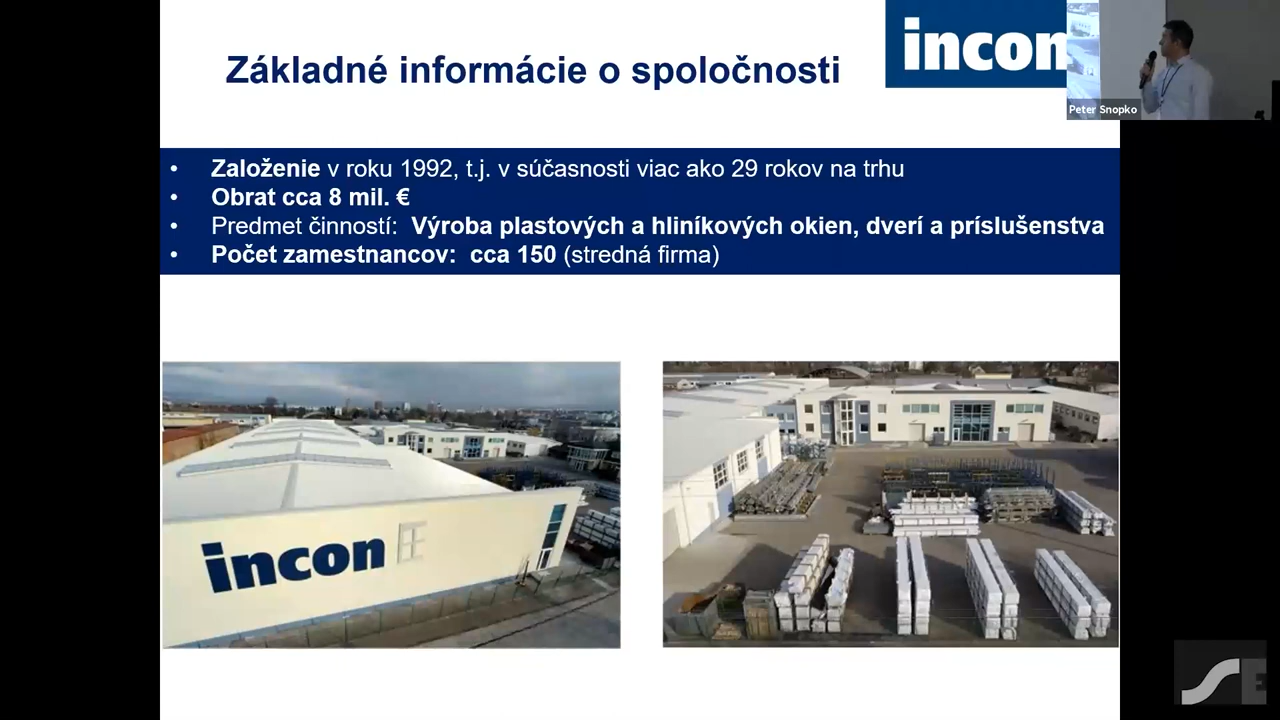 Základné informácie o spoločnosti
incon
Peter Snopko
• Založenie v roku 1992, t.j. v súčasnosti viac ako 29 rokov na trhu
• Obrat cca 8 mil. €
• Predmet činností: Výroba plastových a hliníkových okien, dverí a príslušenstva
• Počet zamestnancov: cca 150 (stredná firma)
incon
SE